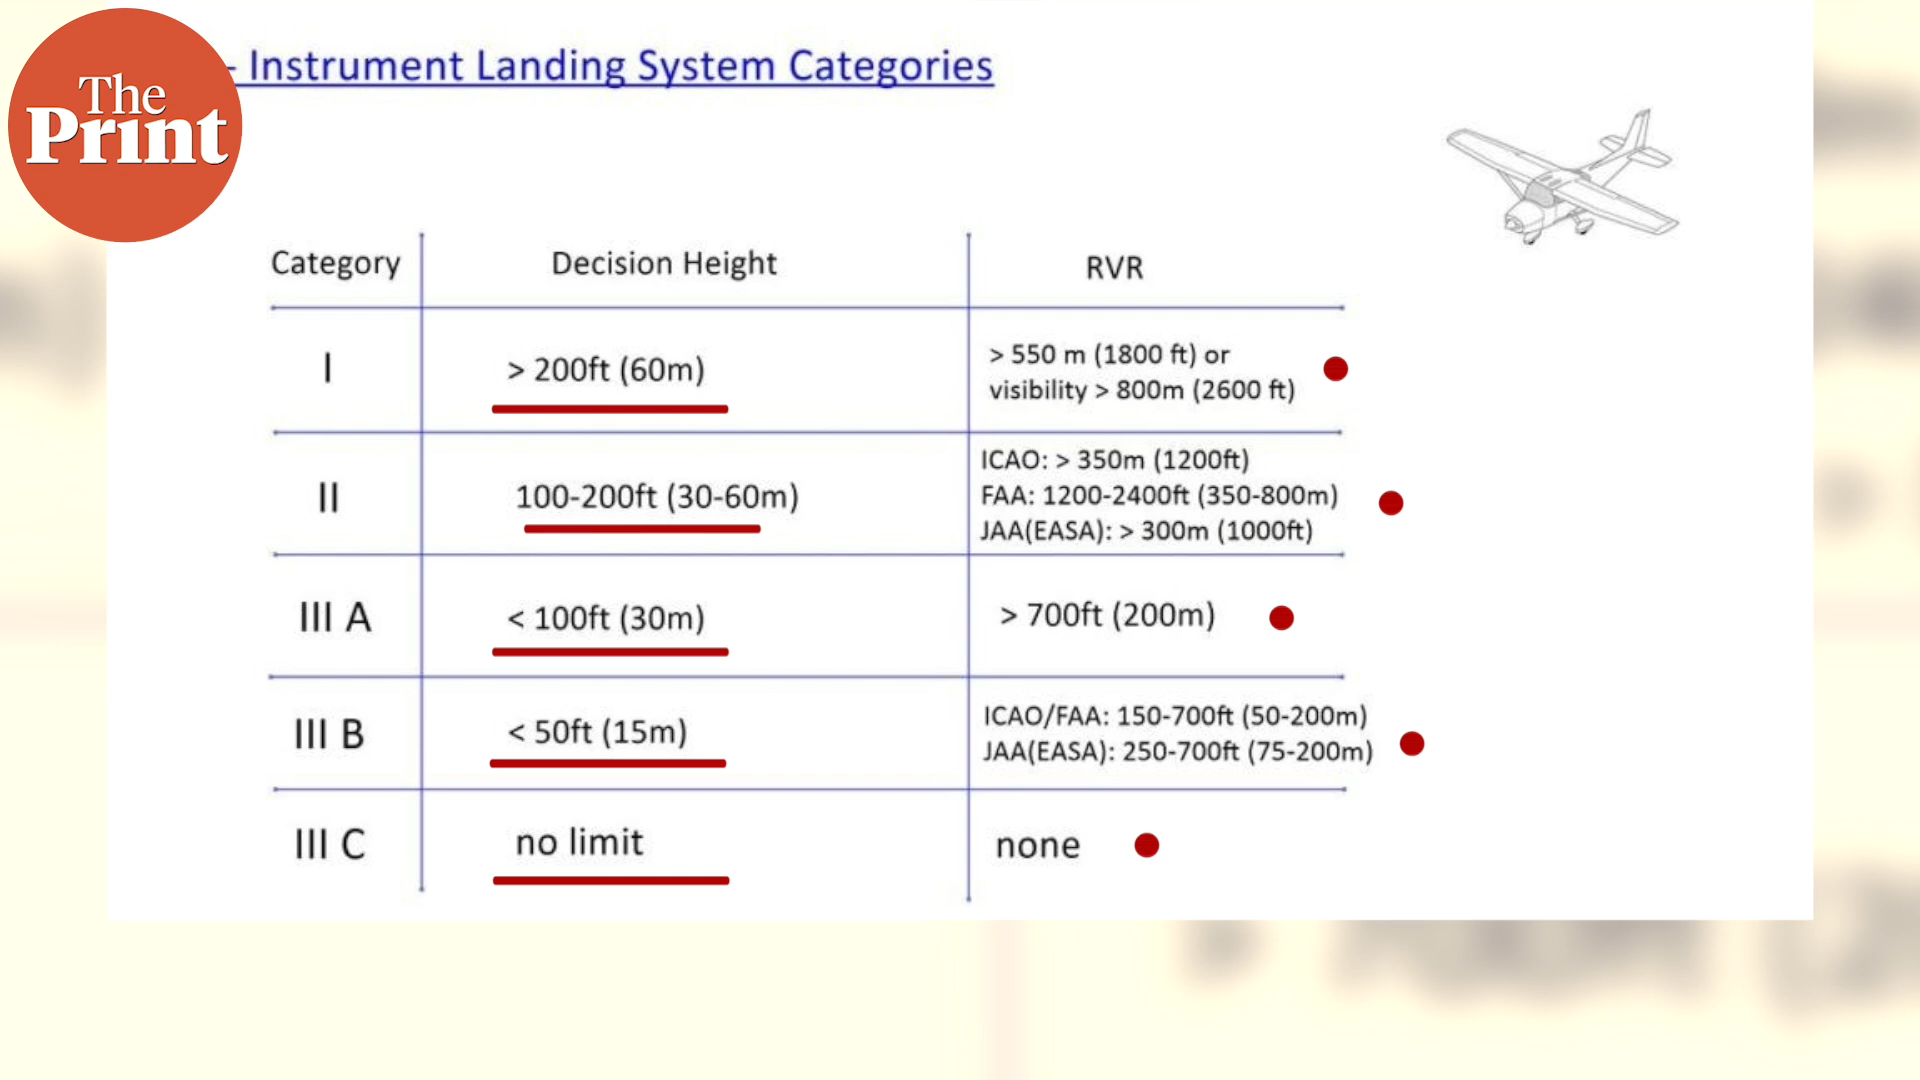 The
Print
- Instrument Landing System Categories
Category Decision Height RVR
I > 200ft (60m) > 550 m (1800 ft) or
visibility > 800m (2600 ft)
II 100-200ft (30-60m) ICAO: > 350m (1200ft)
FAA: 1200-2400ft (350-800m)
JAA(EASA): > 300m (1000ft)
III A < 100ft (30m) > 700ft (200m)
III B < 50ft (15m) ICAO/FAA: 150-700ft (50-200m)
JAA(EASA): 250-700ft (75-200m)
III C no limit none